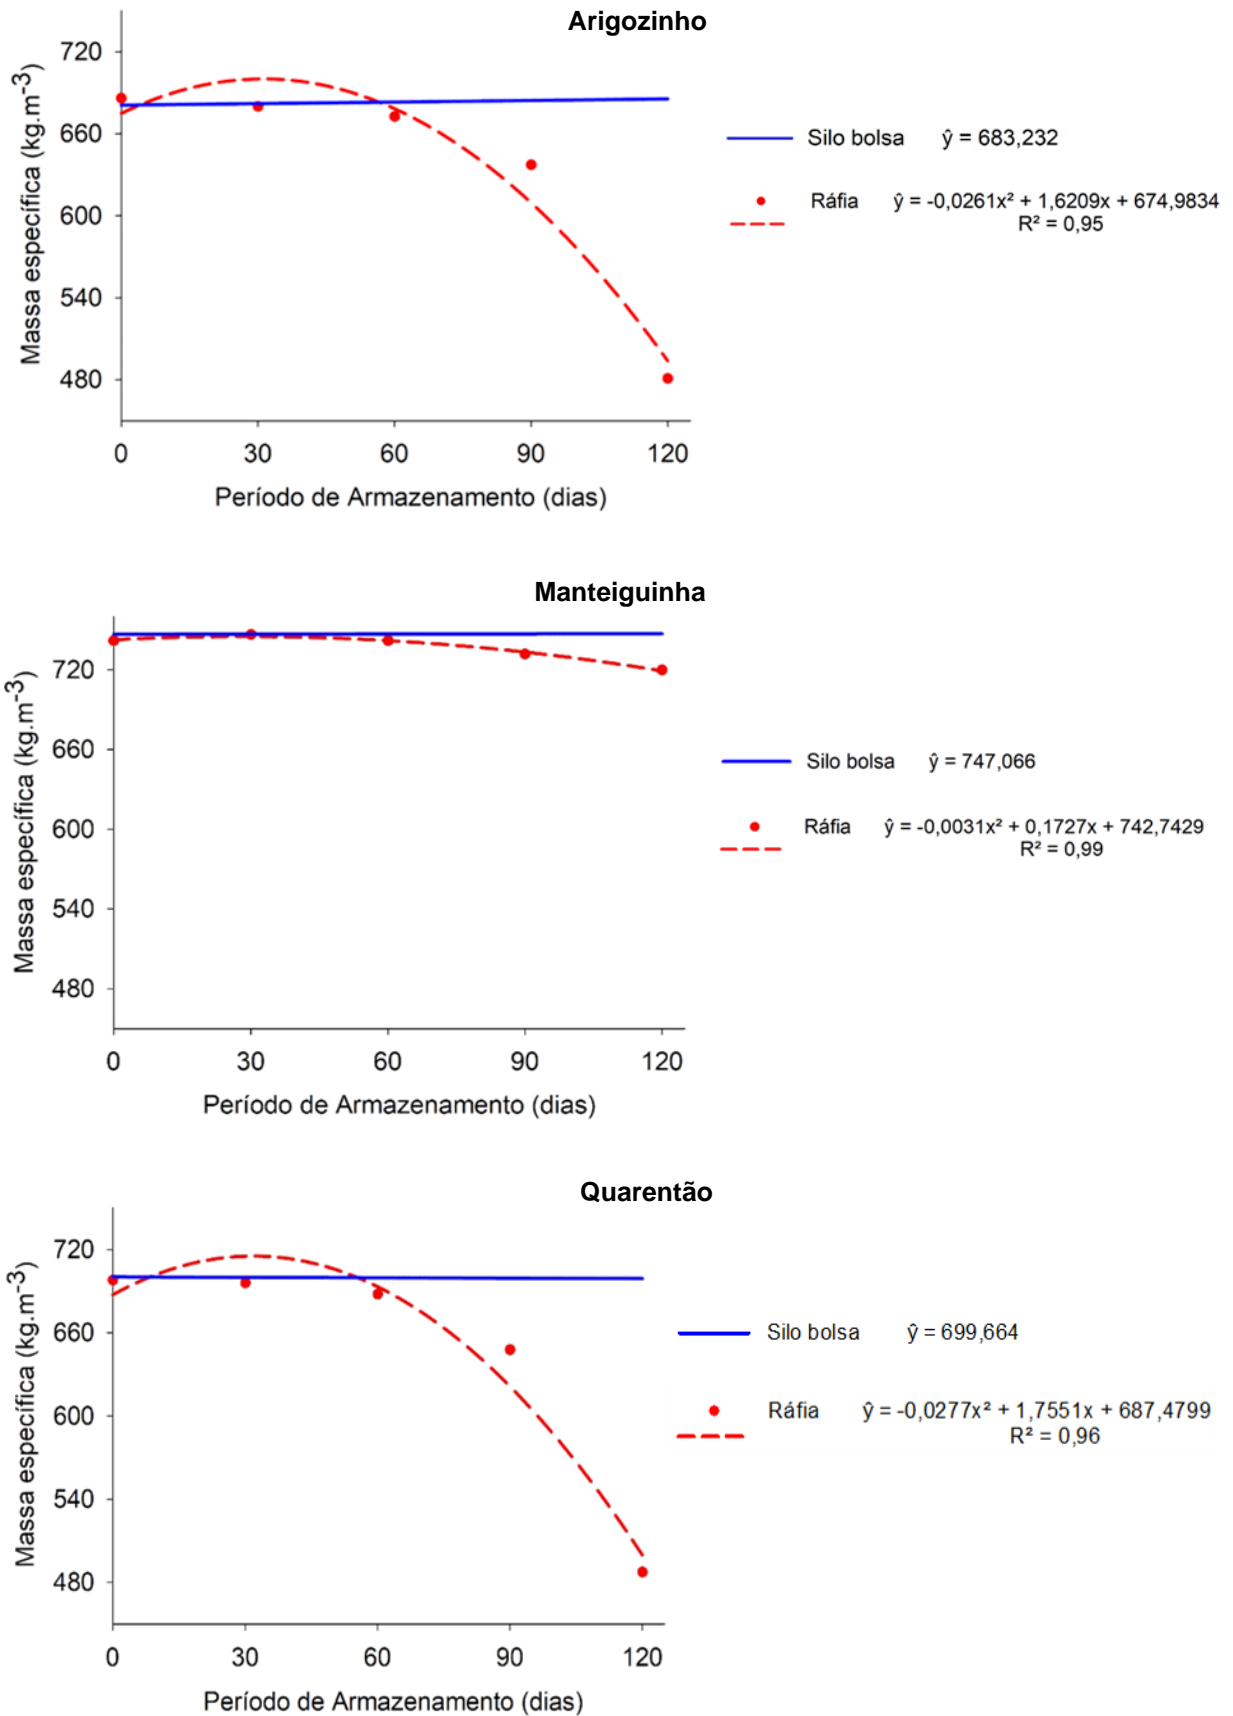 Arigozinho
Massa específica (kg.m-3)
720
660
600
540
480
0 30 60 90 120
Período de Armazenamento (dias)
Silo bolsa ŷ = 683,232
Ráfia ŷ = -0,0261x² + 1,6209x + 674,9834
R² = 0,95
Manteiguinha
Massa específica (kg.m-3)
720
660
600
540
480
0 30 60 90 120
Período de Armazenamento (dias)
Silo bolsa ŷ = 747,066
Ráfia ŷ = -0,0031x² + 0,1727x + 742,7429
R² = 0,99
Quarentão
Massa específica (kg.m-3)
720
660
600
540
480
0 30 60 90 120
Período de Armazenamento (dias)
Silo bolsa ŷ = 699,664
Ráfia ŷ = -0,0277x² + 1,7551x + 687,4799
R² = 0,96